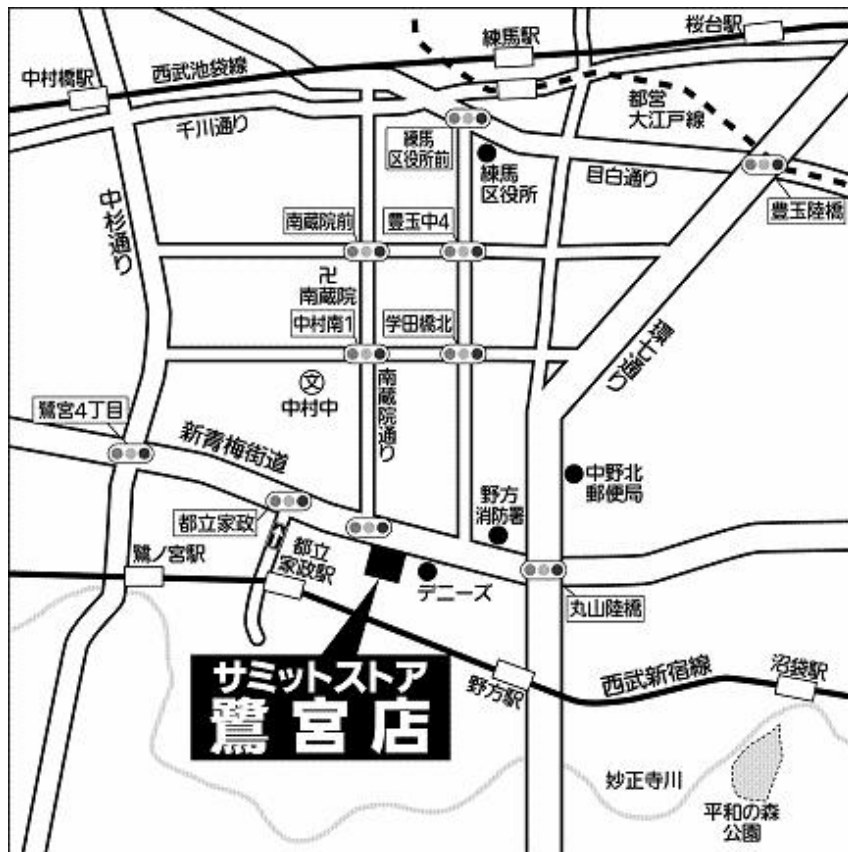 桜台駅
練馬駅
西武池袋線
中村橋駅
都営
大江戸線
千川通り
練馬
区役所前
練馬
区役所
目白通り
中杉通り
豊玉陸橋
南蔵院前
豊玉中4
卍
南蔵院
中村南1
学田橋北
環七通り
文
中村中
南蔵院通り
鷺宮4丁目
新青梅街道
中野北
郵便局
野方
消防署
都立家政
鷺ノ宮駅
都立
家政駅
デニーズ
丸山陸橋
サミットストア
鷺宮店
野方駅
西武新宿線
沼袋駅
妙正寺川
平和の森
公園